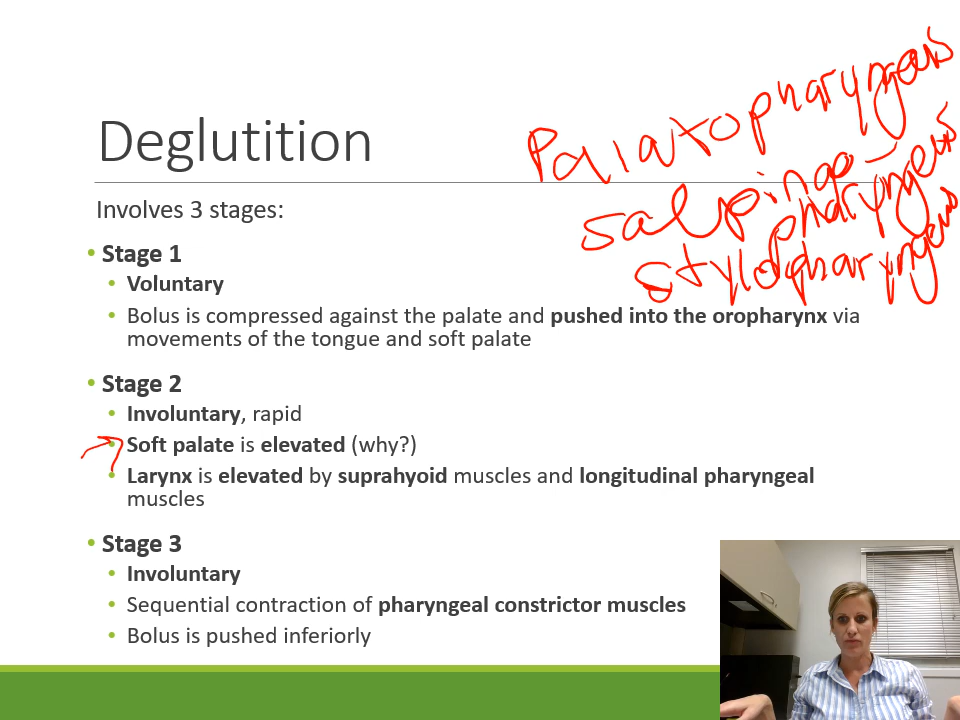 Palatopharyngeus
Deglutition
salpingo-
pharyngeus
stylopharyngeus
Involves 3 stages:
• Stage 1
• Voluntary
• Bolus is compressed against the palate and pushed into the oropharynx via
movements of the tongue and soft palate
• Stage 2
• Involuntary, rapid
• Soft palate is elevated (why?)
• Larynx is elevated by suprahyoid muscles and longitudinal pharyngeal
muscles
• Stage 3
• Involuntary
• Sequential contraction of pharyngeal constrictor muscles
• Bolus is pushed inferiorly